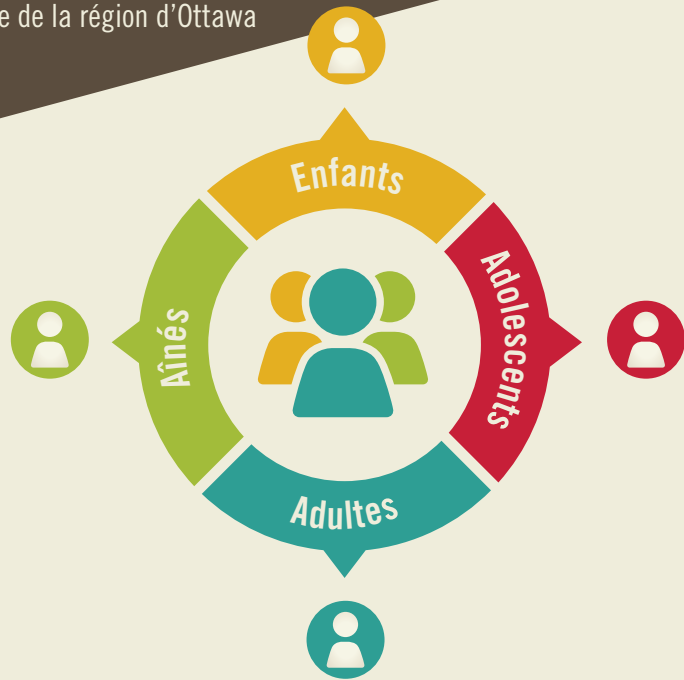 e de la région d’Ottawa
Enfants
Adolescents
Aînés
Adultes